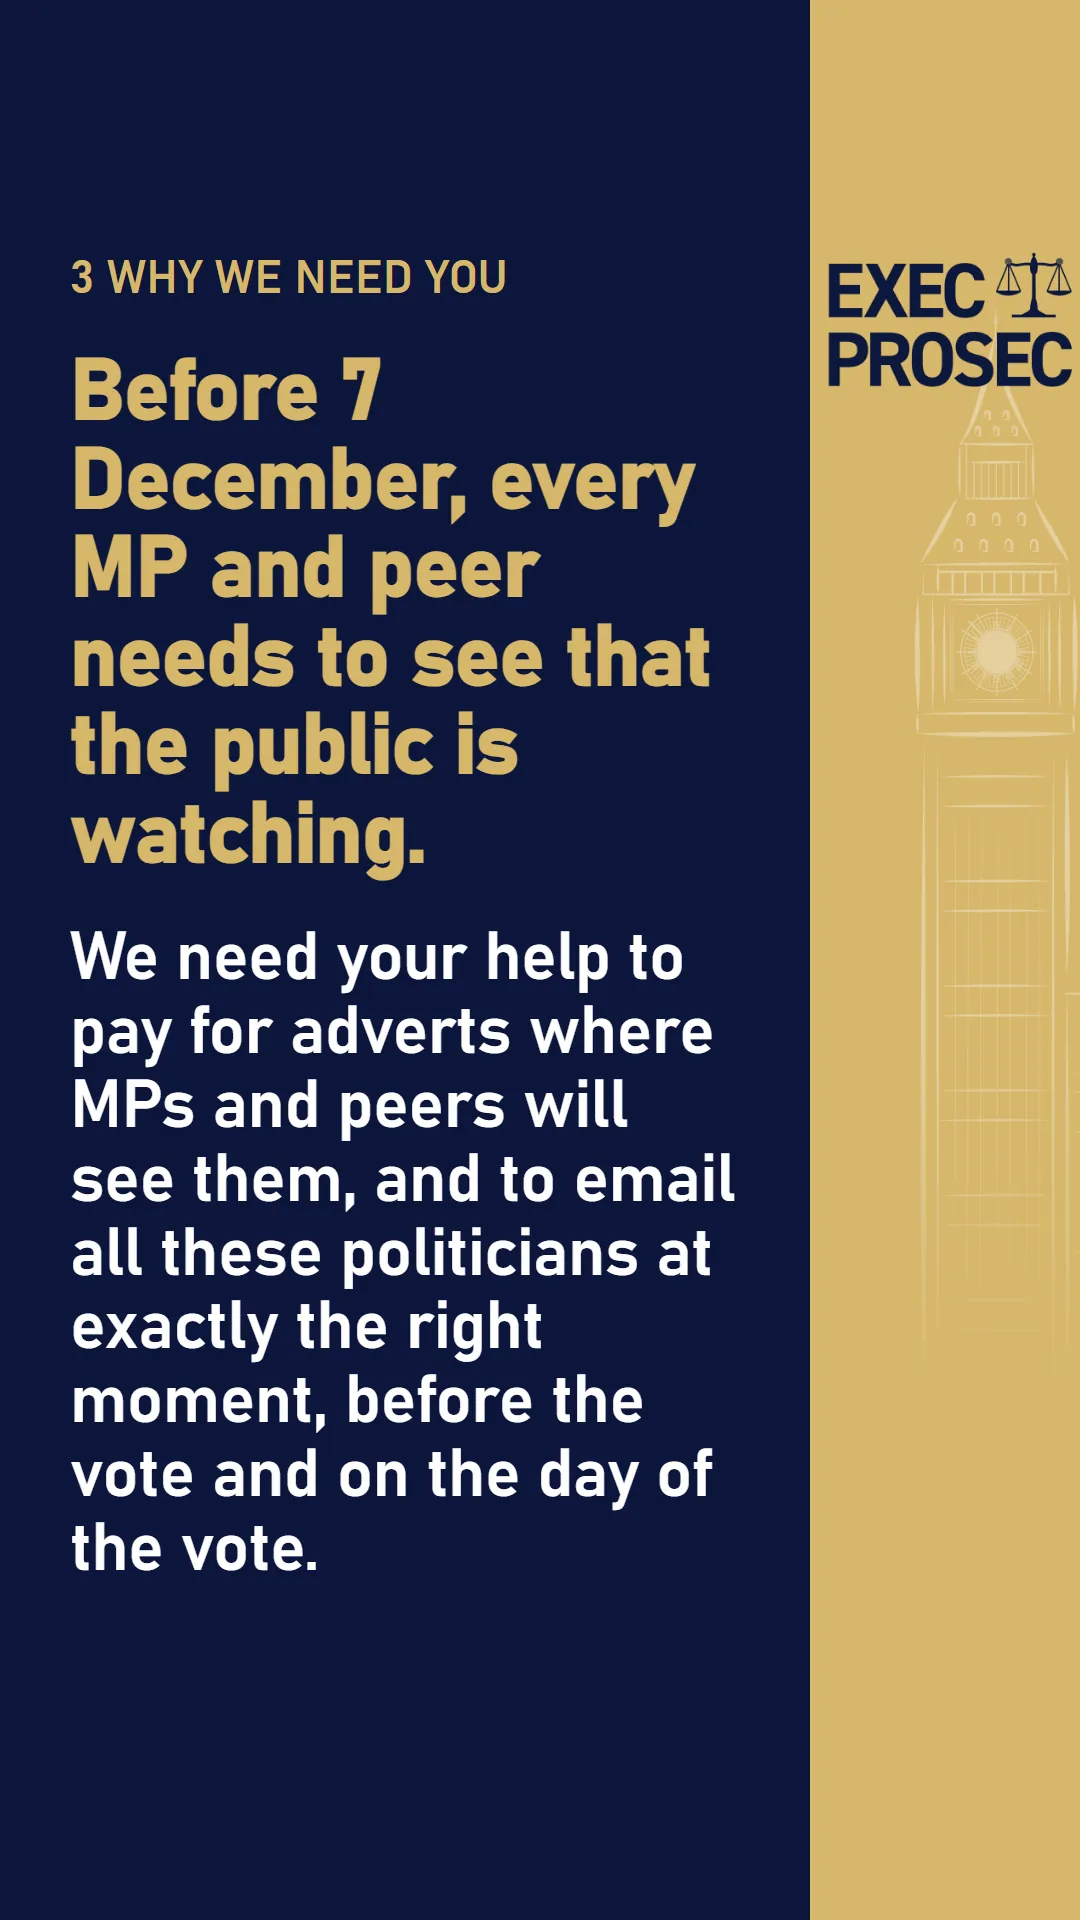 3 WHY WE NEED YOU
Before 7
December, every
MP and peer
needs to see that
the public is
watching.
We need your help to
pay for adverts where
MPs and peers will
see them, and to email
all these politicians at
exactly the right
moment, before the
vote and on the day of
the vote.
EXEC
PROSEC